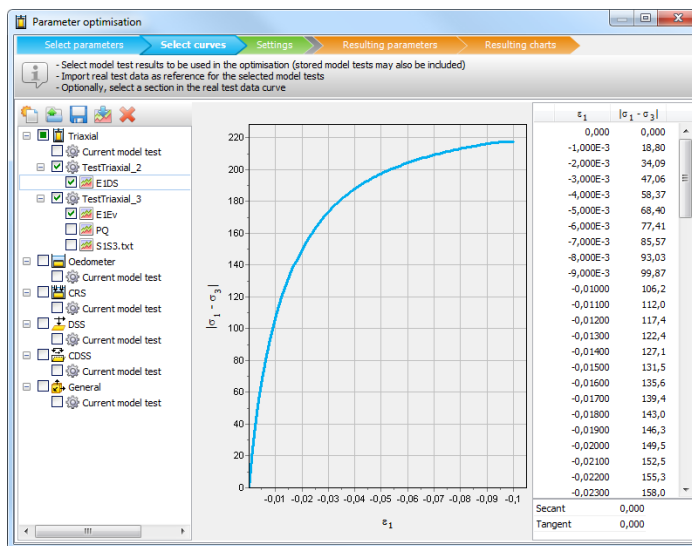 Parameter optimisation
Select parameters Select curves Settings Resulting parameters Resulting charts
- Select model test results to be used in the optimisation (stored model tests may also be included)
- Import real test data as reference for the selected model tests
- Optionally, select a section in the real test data curve
Triaxial
Current model test
TestTriaxial_2
E1DS
TestTriaxial_3
E1Ev
PQ
S1S3.txt
Oedometer
Current model test
CRS
Current model test
DSS
Current model test
CDSS
Current model test
General
Current model test
|σ1 - σ3|
220
200
180
160
140
120
100
80
60
40
20
0
-0,01 -0,02 -0,03 -0,04 -0,05 -0,06 -0,07 -0,08 -0,09 -0,1
ε1
ε1 |σ1 - σ3|
0,000 0,000
-1,000E-3 18,80
-2,000E-3 34,09
-3,000E-3 47,06
-4,000E-3 58,37
-5,000E-3 68,40
-6,000E-3 77,41
-7,000E-3 85,57
-8,000E-3 93,03
-9,000E-3 99,87
-0,01000 106,2
-0,01100 112,0
-0,01200 117,4
-0,01300 122,4
-0,01400 127,1
-0,01500 131,5
-0,01600 135,6
-0,01700 139,4
-0,01800 143,0
-0,01900 146,3
-0,02000 149,5
-0,02100 152,5
-0,02200 155,3
-0,02300 158,0
Secant 0,000
Tangent 0,000